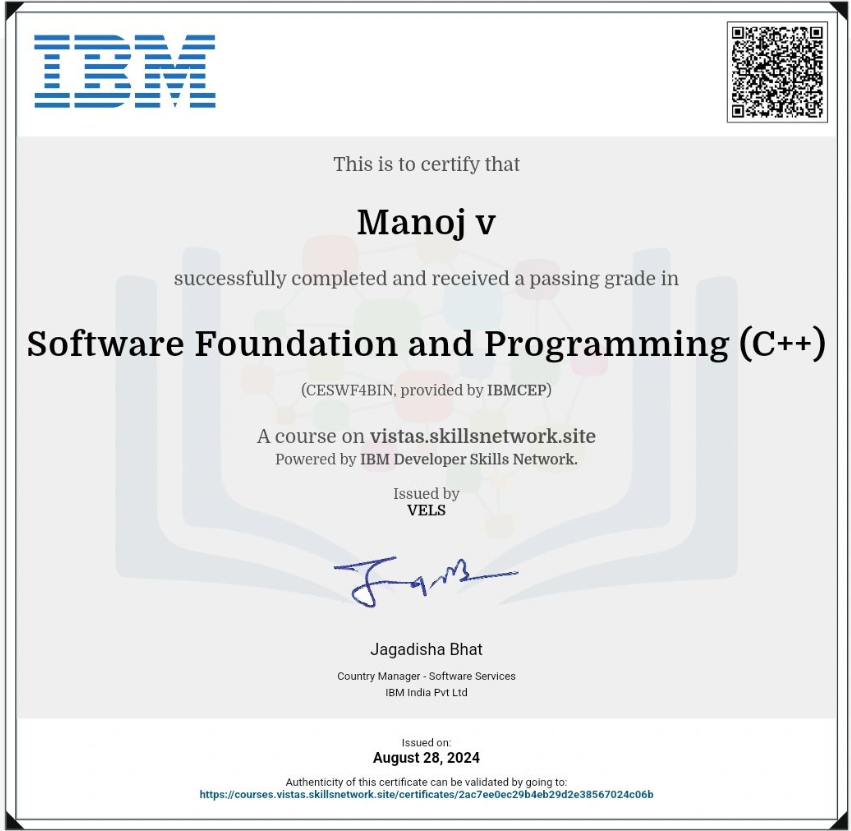 IBM
This is to certify that
Manoj v
successfully completed and received a passing grade in
Software Foundation and Programming (C++)
(CESWF4BIN, provided by IBMCEP)
A course on vistas.skillsnetwork.site
Powered by IBM Developer Skills Network.
Issued by
VELS
Jagadisha Bhat
Country Manager - Software Services
IBM India Pvt Ltd
Issued on:
August 28, 2024
Authenticity of this certificate can be validated by going to:
https://courses.vistas.skillsnetwork.site/certificates/2ac7ee0ec29b4eb29d2e38567024c06b